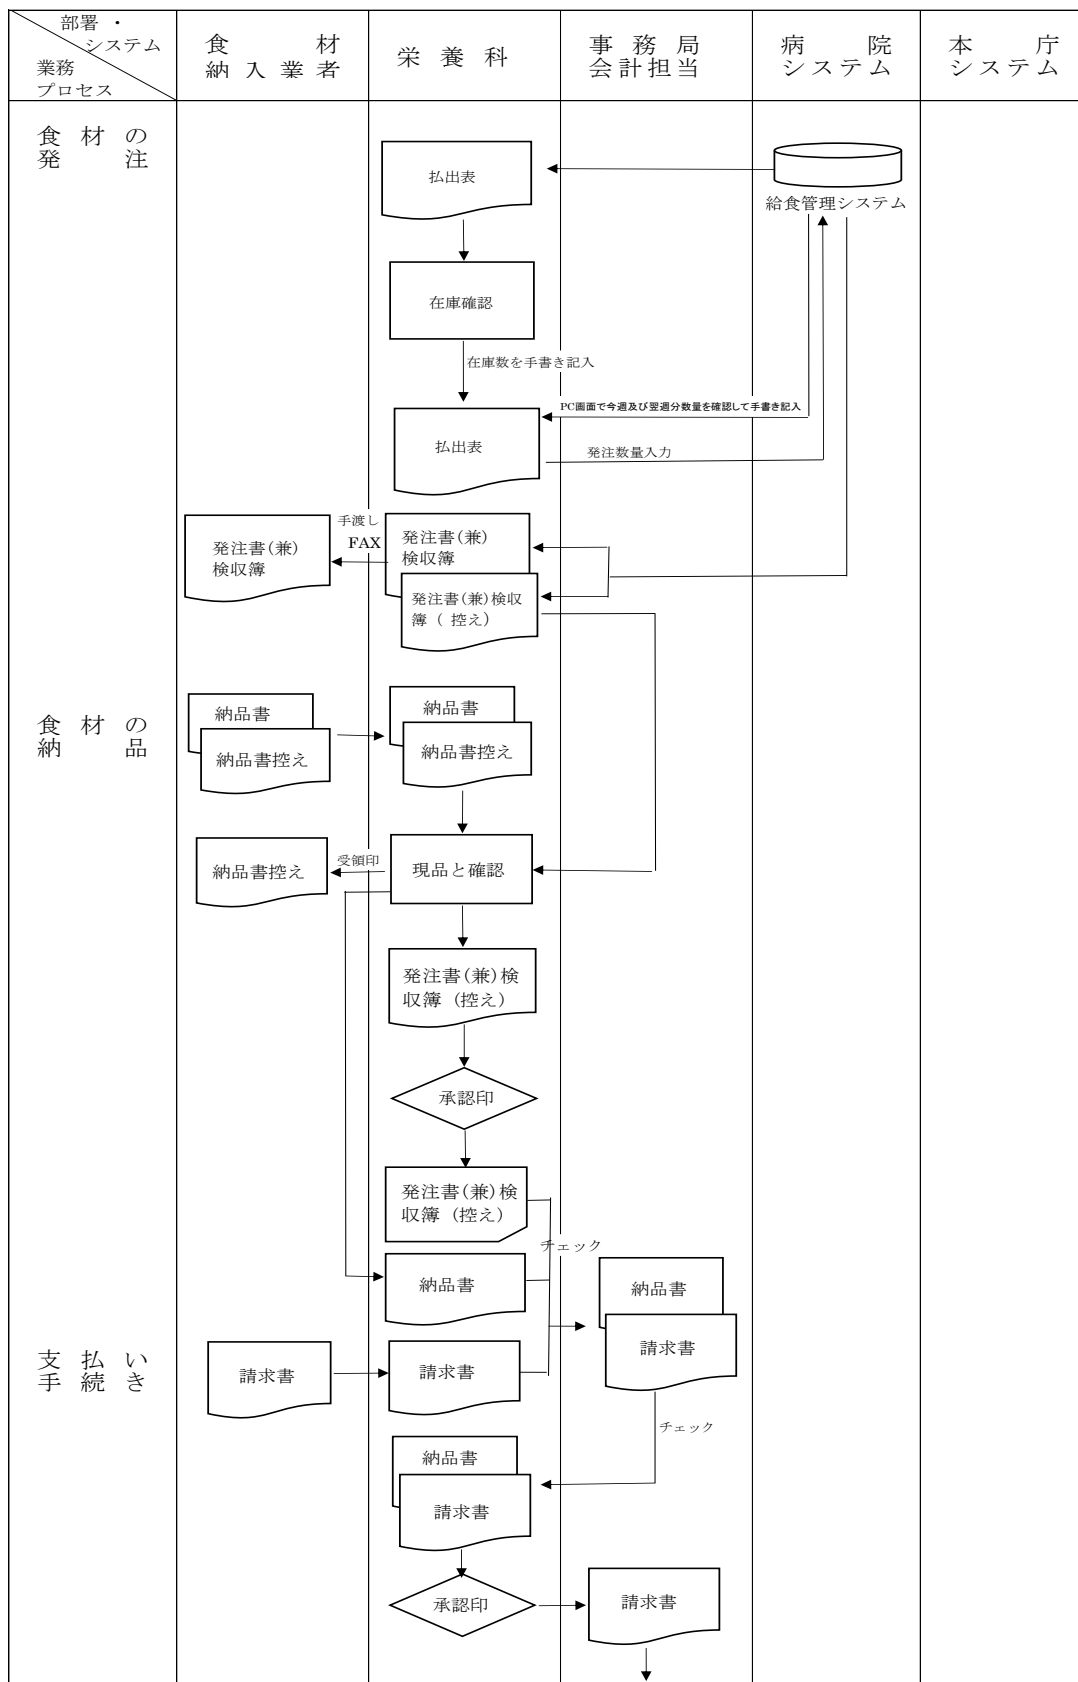 部署 ・
システム
業務
プロセス
食 材
納 入 業 者
栄 養 科
事 務 局
会計担当
病 院
システム
本 庁
システム
食 材 の
発 注
払出表
給食管理システム
在庫確認
在庫数を手書き記入
PC画面で今週及び翌週分数量を確認して手書き記入
払出表
発注数量入力
手渡し
FAX
発注書(兼)
検収簿
発注書(兼)
検収簿
発注書(兼)検収
簿（ 控え）
食 材 の
納 品
納品書
納品書控え
納品書
納品書控え
受領印
納品書控え
現品と確認
発注書(兼)検
収簿（控え）
承認印
発注書(兼)検
収簿（控え）
チェック
納品書
納品書
請求書
支 払 い
手 続 き
請求書
請求書
チェック
納品書
請求書
承認印
請求書